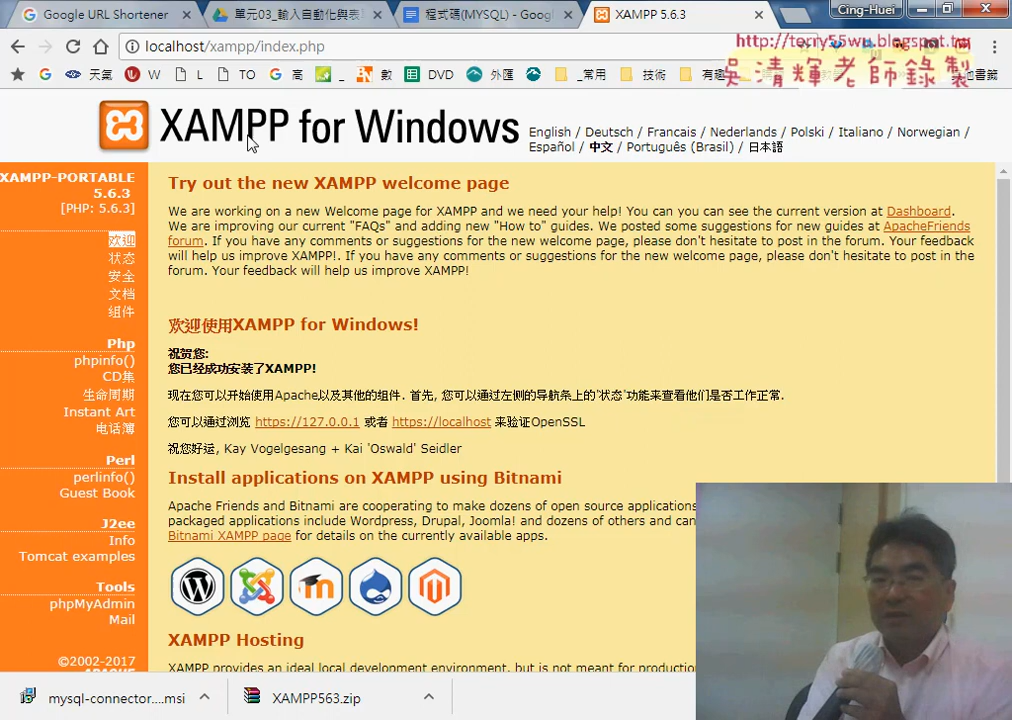 Google URL Shortener
單元03_輸入自動化與表
程式碼(MYSQL) - Goog
XAMPP 5.6.3
Cing-Huei
localhost/xampp/index.php
http://terry55wu.blogspot.tw
吳清輝老師錄製
天氣
W
L
TO
高
_
數
DVD
外匯
_常用
技術
有趣
XAMPP for Windows
English / Deutsch / Francais / Nederlands / Polski / Italiano / Norwegian /
Español / 中文 / Português (Brasil) / 日本語
XAMPP-PORTABLE
5.6.3
[PHP: 5.6.3]
欢迎
状态
安全
文档
组件
Php
phpinfo()
CD集
生命周期
Instant Art
电话簿
Perl
perlinfo()
Guest Book
J2ee
Info
Tomcat examples
Tools
phpMyAdmin
Mail
©2002-2017
Try out the new XAMPP welcome page
We are working on a new Welcome page for XAMPP and we need your help! You can you can see the current version at Dashboard.
We are improving our current "FAQs" and adding new "How to" guides. We posted some suggestions for new guides at ApacheFriends
forum. If you have any comments or suggestions for the new welcome page, please don't hesitate to post in the forum. Your feedback
will help us improve XAMPP!. If you have any comments or suggestions for the new welcome page, please don't hesitate to post in the
forum. Your feedback will help us improve XAMPP!
欢迎使用XAMPP for Windows!
祝贺您:
您已经成功安装了XAMPP!
现在您可以开始使用Apache以及其他的组件. 首先, 您可以通过左侧的导航条上的'状态'功能来查看他们是否工作正常.
您可以通过浏览 https://127.0.0.1 或者 https://localhost 来验证OpenSSL
祝您好运, Kay Vogelgesang + Kai 'Oswald' Seidler
Install applications on XAMPP using Bitnami
Apache Friends and Bitnami are cooperating to make dozens of open source applications
packaged applications include Wordpress, Drupal, Joomla! and dozens of others and can
Bitnami XAMPP page for details on the currently available apps.
XAMPP Hosting
XAMPP provides an ideal local development environment, but is not meant for production
mysql-connector....msi
XAMPP563.zip